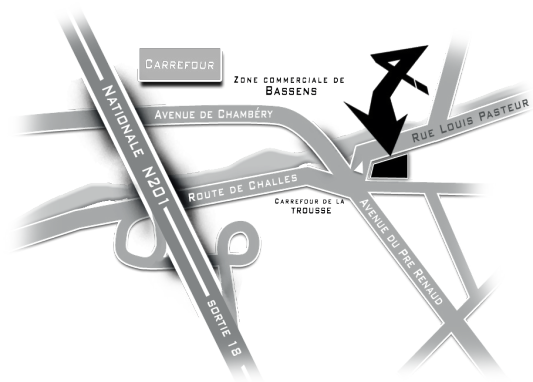 CARREFOUR
ZONE COMMERCIALE DE
BASSENS
NATIONALE N201
AVENUE DE CHAMBÉRY
RUE LOUIS PASTEUR
ROUTE DE CHALLES
CARREFOUR DE LA
TROUSSE
AVENUE DU PRE RENAUD
SORTIE 18